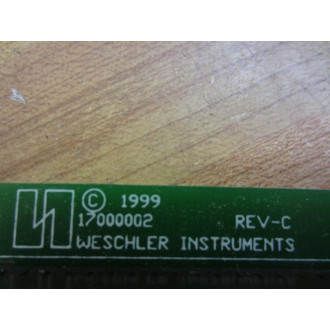 © 1999
17000002 REV-C
WESCHLER INSTRUMENTS